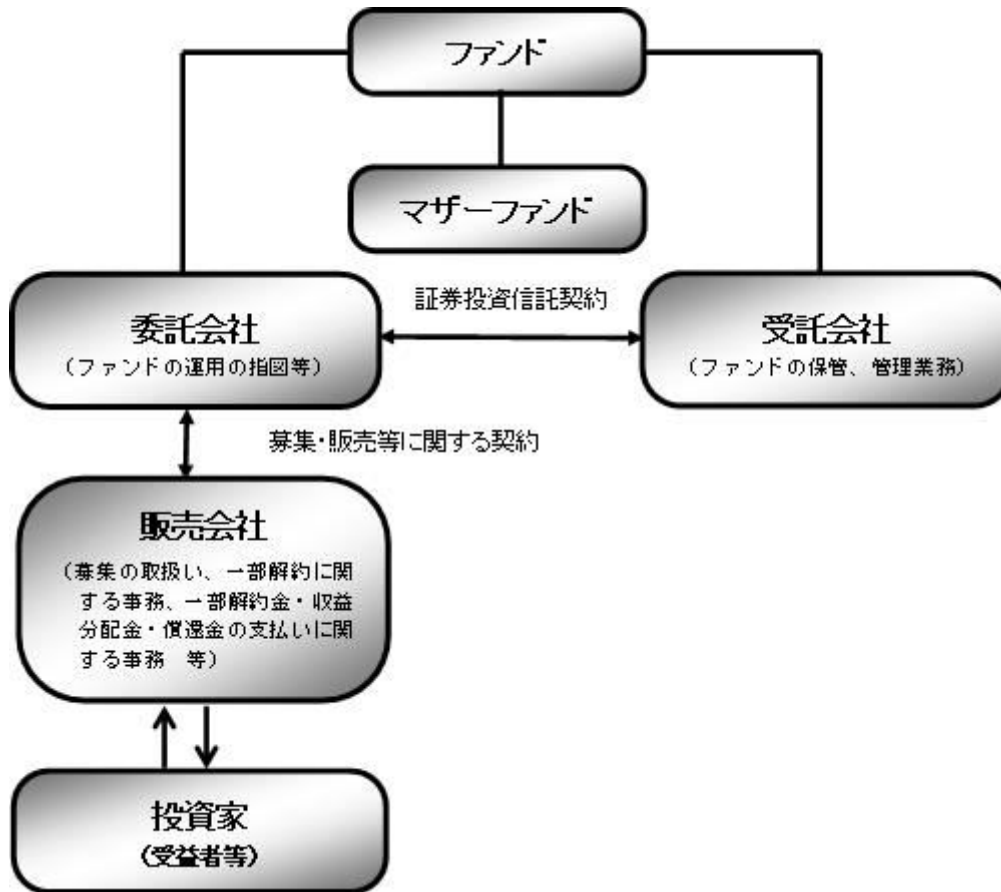 ファンド
マザーファンド
証券投資信託契約
委託会社
（ファンドの運用の指図等）
受託会社
（ファンドの保管、管理業務）
募集・販売等に関する契約
販売会社
（募集の取扱い、一部解約に関
する事務、一部解約金・収益
分配金・償還金の支払いに関
する事務　等）
投資家
（受益者等）